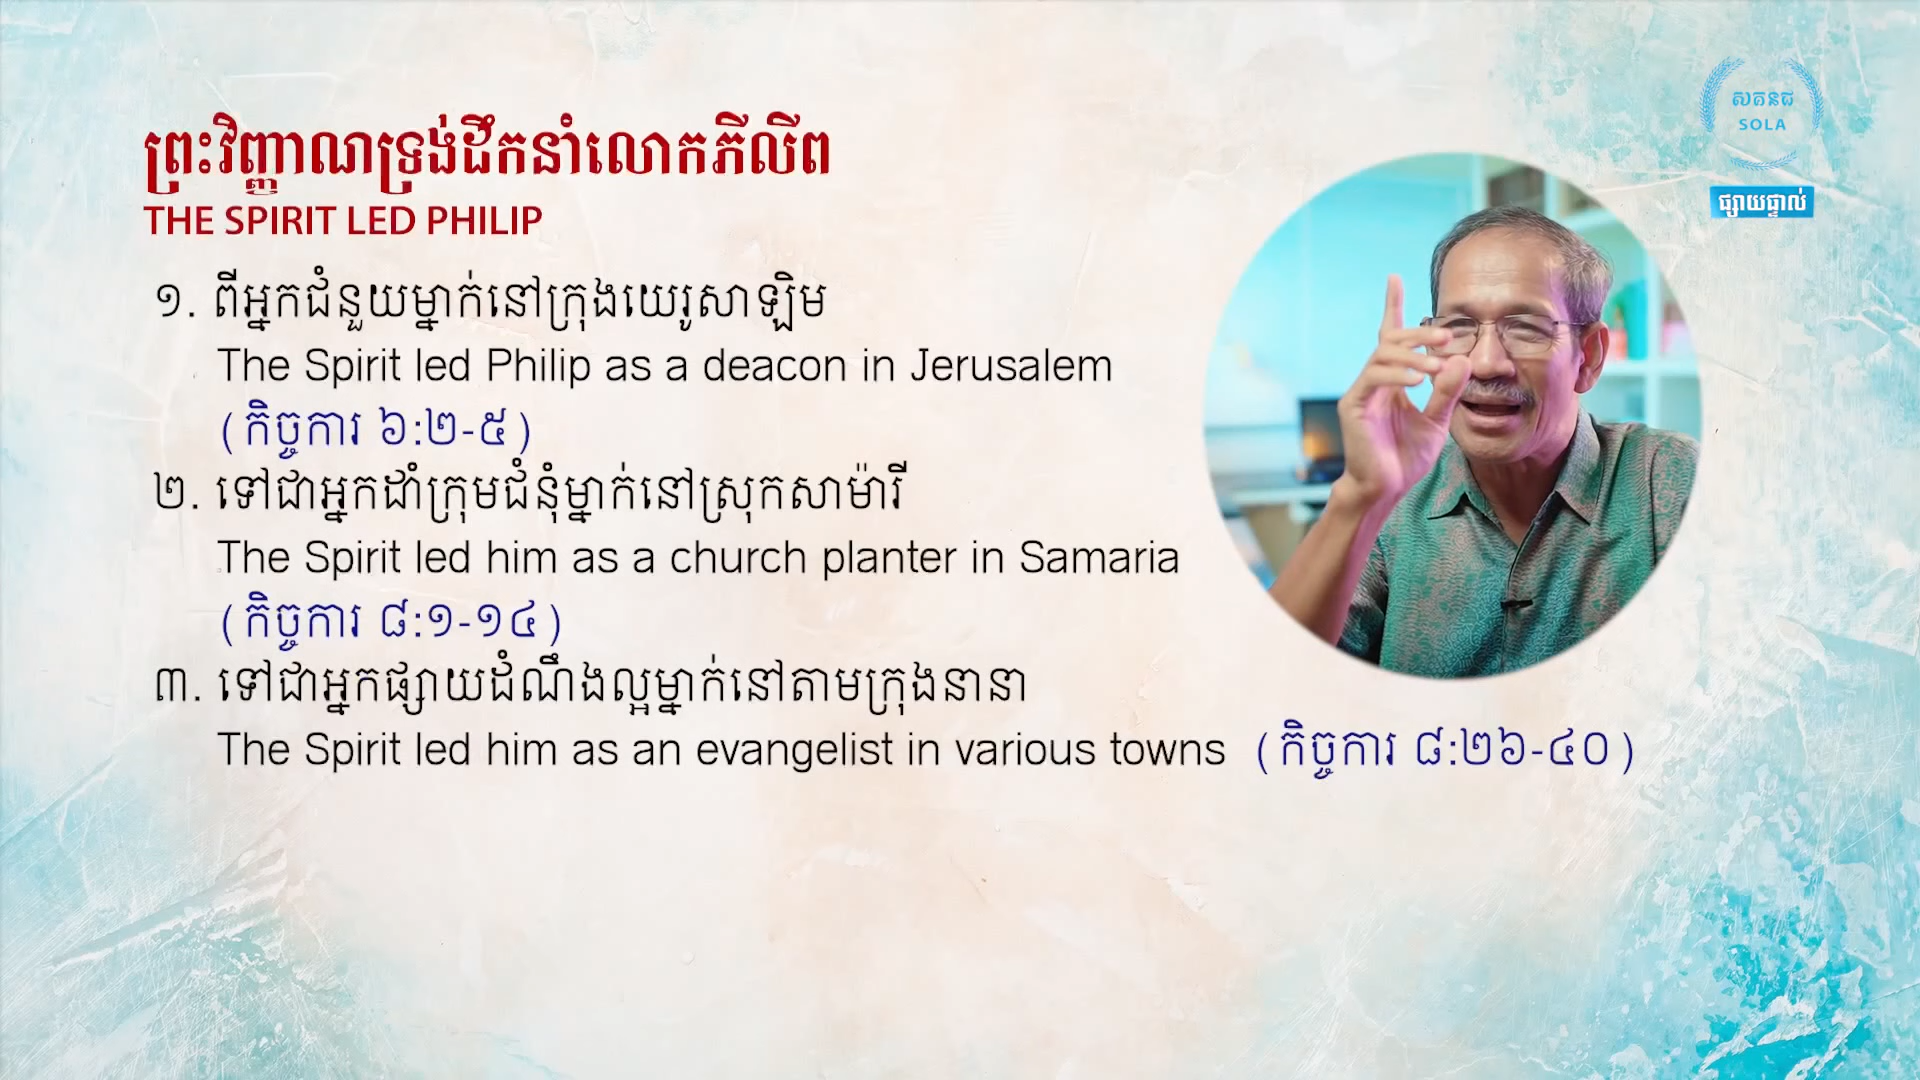 ព្រះវិញ្ញាណទ្រង់ដឹកនាំលោកភីលីព
THE SPIRIT LED PHILIP
១. ពីអ្នកជំនួយម្នាក់នៅក្រុងយេរូសាឡិម
The Spirit led Philip as a deacon in Jerusalem
(កិច្ចការ ៦:២-៥)
២. ទៅជាអ្នកដាំក្រុមជំនុំម្នាក់នៅស្រុកសាម៉ារី
The Spirit led him as a church planter in Samaria
(កិច្ចការ ៨:១-១៤)
៣. ទៅជាអ្នកផ្សាយដំណឹងល្អម្នាក់នៅតាមក្រុងនានា
The Spirit led him as an evangelist in various towns (កិច្ចការ ៨:២៦-៤០)
សគនជ
SOLA
ផ្សាយផ្ទាល់